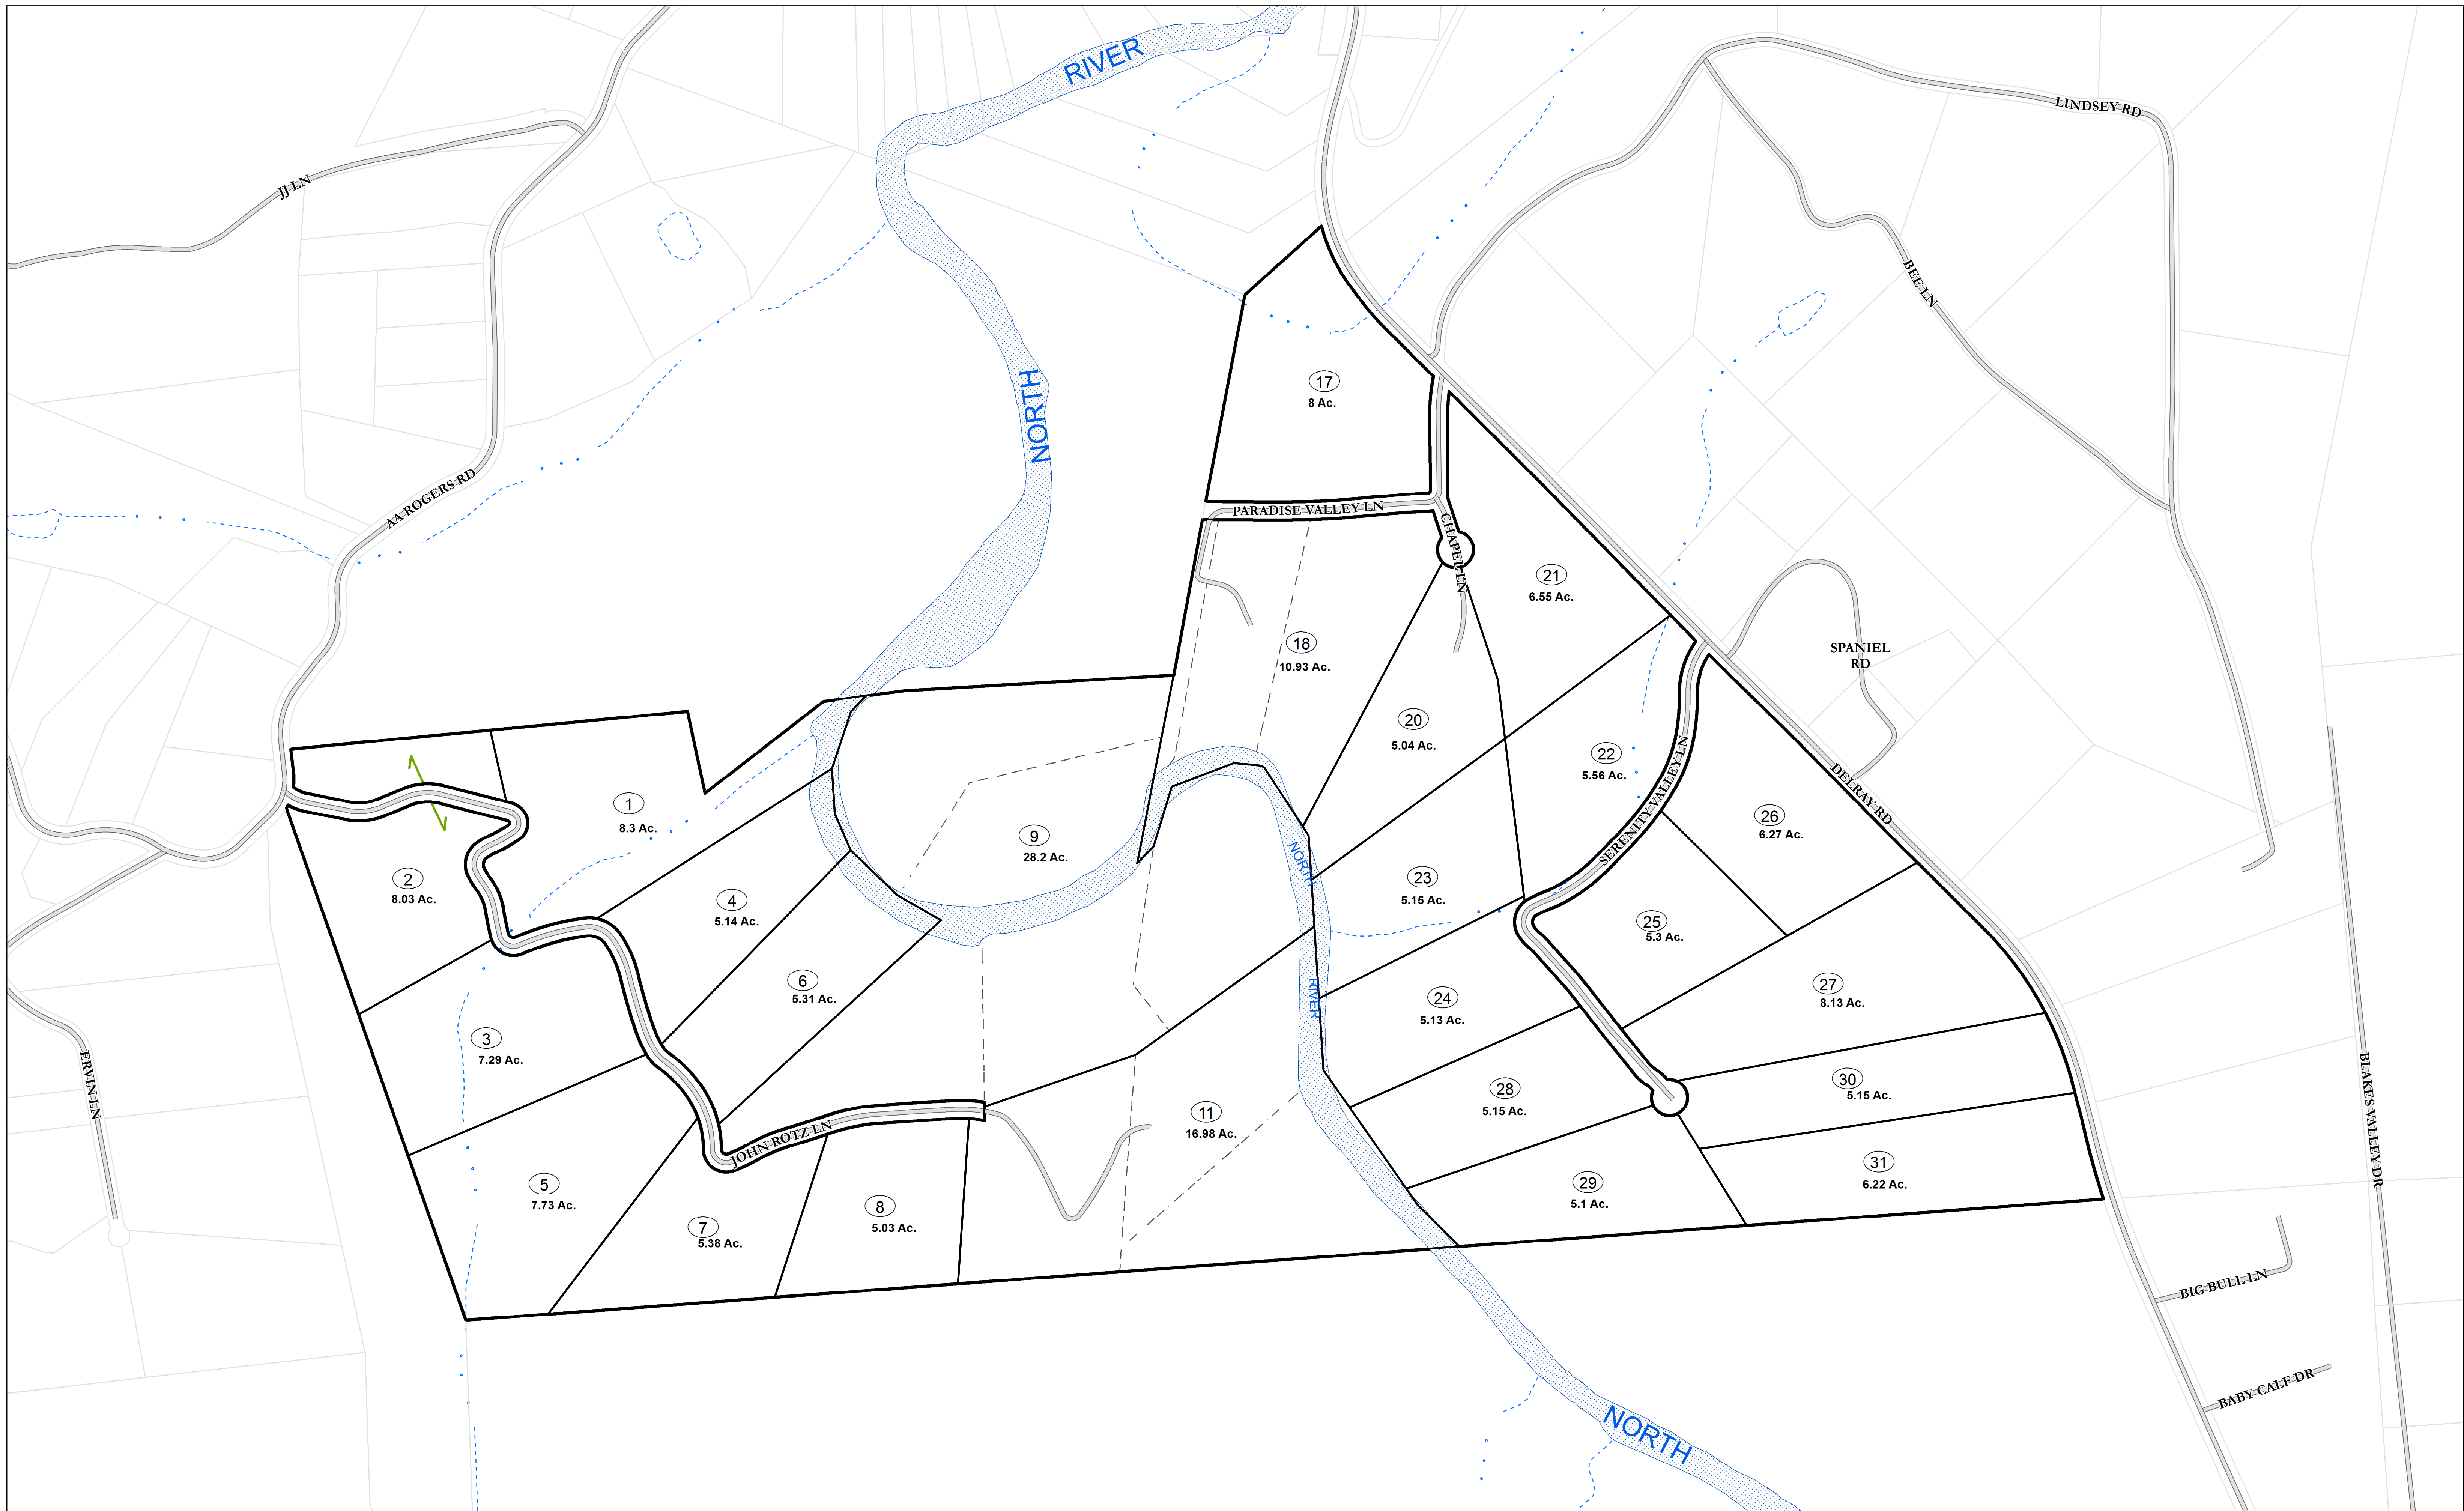 RIVER
LINDSEY RD
JJ LN
BEE LN
NORTH
17
8 Ac.
AA ROGERS RD
PARADISE VALLEY LN
CHAPEL LN
21
6.55 Ac.
18
10.93 Ac.
SPANIEL
RD
20
5.04 Ac.
22
5.56 Ac.
SERENITY VALLEY LN
DELRAY RD
1
8.3 Ac.
26
6.27 Ac.
9
28.2 Ac.
NORTH
RIVER
2
8.03 Ac.
23
5.15 Ac.
4
5.14 Ac.
25
5.3 Ac.
6
5.31 Ac.
27
8.13 Ac.
24
5.13 Ac.
3
7.29 Ac.
ERVIN LN
30
5.15 Ac.
28
5.15 Ac.
11
16.98 Ac.
BLAKES VALLEY DR
JOHN ROTZ LN
31
6.22 Ac.
5
7.73 Ac.
29
5.1 Ac.
8
5.03 Ac.
7
5.38 Ac.
BIG BULL LN
BABY CALF DR
NORTH